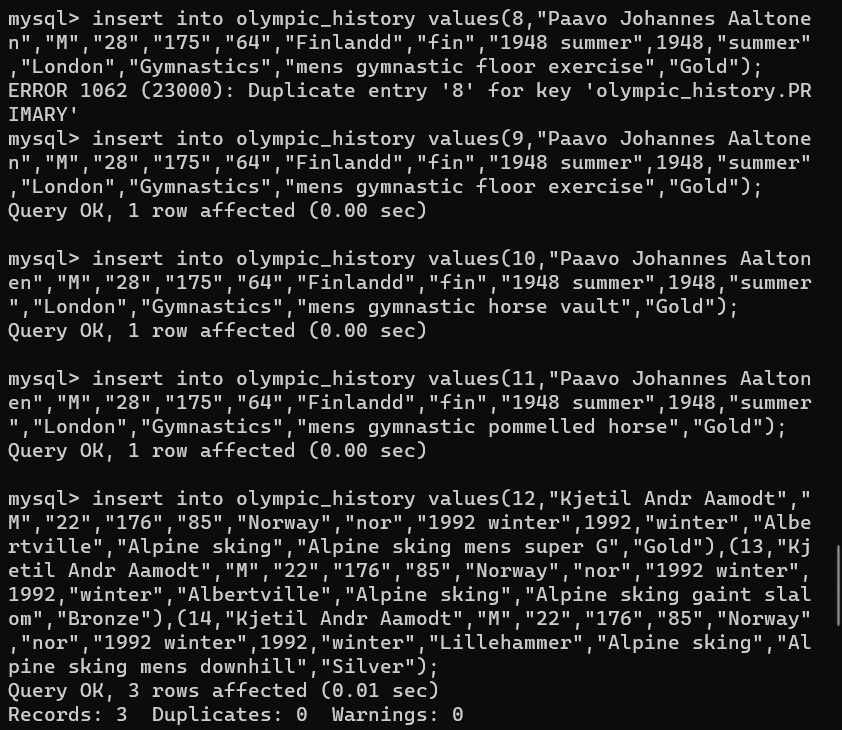 mysql> insert into olympic_history values(8,"Paavo Johannes Aaltone
n","M","28","175","64","Finlandd","fin","1948 summer",1948,"summer"
,"London","Gymnastics","mens gymnastic floor exercise","Gold");
ERROR 1062 (23000): Duplicate entry '8' for key 'olympic_history.PR
IMARY'
mysql> insert into olympic_history values(9,"Paavo Johannes Aaltone
n","M","28","175","64","Finlandd","fin","1948 summer",1948,"summer"
,"London","Gymnastics","mens gymnastic floor exercise","Gold");
Query OK, 1 row affected (0.00 sec)
mysql> insert into olympic_history values(10,"Paavo Johannes Aalton
en","M","28","175","64","Finlandd","fin","1948 summer",1948,"summer
","London","Gymnastics","mens gymnastic horse vault","Gold");
Query OK, 1 row affected (0.00 sec)
mysql> insert into olympic_history values(11,"Paavo Johannes Aalton
en","M","28","175","64","Finlandd","fin","1948 summer",1948,"summer
","London","Gymnastics","mens gymnastic pommelled horse","Gold");
Query OK, 1 row affected (0.00 sec)
mysql> insert into olympic_history values(12,"Kjetil Andr Aamodt","
M","22","176","85","Norway","nor","1992 winter",1992,"winter","Albe
rtville","Alpine sking","Alpine sking mens super G","Gold"),(13,"Kj
etil Andr Aamodt","M","22","176","85","Norway","nor","1992 winter",
1992,"winter","Albertville","Alpine sking","Alpine sking gaint slal
om","Bronze"),(14,"Kjetil Andr Aamodt","M","22","176","85","Norway"
,"nor","1992 winter",1992,"winter","Lillehammer","Alpine sking","Al
pine sking mens downhill","Silver");
Query OK, 3 rows affected (0.01 sec)
Records: 3  Duplicates: 0  Warnings: 0